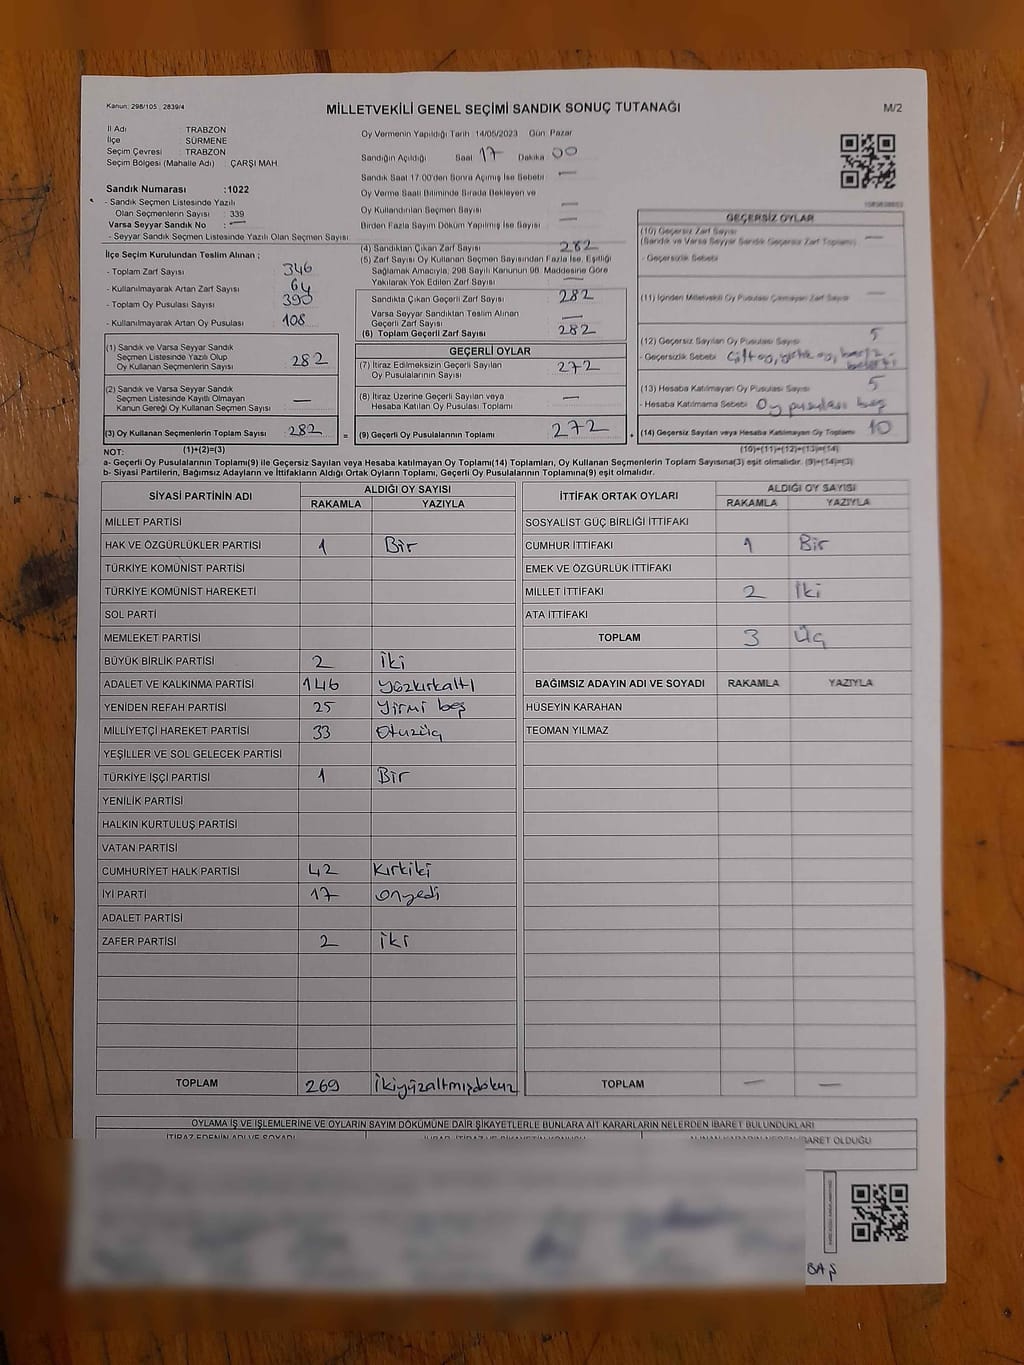 Kanun: 298/105 ; 2839/4
MİLLETVEKİLİ GENEL SEÇİMİ SANDIK SONUÇ TUTANAĞI
M/2
İl Adı : TRABZON
İlçe : SÜRMENE
Seçim Çevresi : TRABZON
Seçim Bölgesi (Mahalle Adı) : ÇARŞI MAH.
Sandık Numarası :1022
- Sandık Seçmen Listesinde Yazılı
Olan Seçmenlerin Sayısı : 339
Varsa Seyyar Sandık No : —
- Seyyar Sandık Seçmen Listesinde Yazılı Olan Seçmen Sayısı:
İlçe Seçim Kurulundan Teslim Alınan ;
- Toplam Zarf Sayısı 346
- Kullanılmayarak Artan Zarf Sayısı 64
- Toplam Oy Pusulası Sayısı 390
- Kullanılmayarak Artan Oy Pusulası 108
Oy Vermenin Yapıldığı Tarih : 14/05/2023 Gün: Pazar
Sandığın Açıldığı Saat 17 Dakika 00
Sandık Saat 17:00'den Sonra Açılmış İse Sebebi —
Oy Verme Saati Bitiminde Sırada Bekleyen ve
Oy Kullandırılan Seçmen Sayısı —
Birden Fazla Sayım Döküm Yapılmış İse Sayısı : —
(4) Sandıktan Çıkan Zarf Sayısı 282
(5) Zarf Sayısı Oy Kullanan Seçmen Sayısından Fazla İse, Eşitliği
Sağlamak Amacıyla, 298 Sayılı Kanunun 98. Maddesine Göre
Yakılarak Yok Edilen Zarf Sayısı —
Sandıkta Çıkan Geçerli Zarf Sayısı 282
Varsa Seyyar Sandıktan Teslim Alınan
Geçerli Zarf Sayısı —
(6) Toplam Geçerli Zarf Sayısı 282
GEÇERSİZ OYLAR
(10) Geçersiz Zarf Sayısı
(Sandık ve Varsa Seyyar Sandık Geçersiz Zarf Toplamı) —
- Geçersizlik Sebebi
(11) İçinden Milletvekili Oy Pusulası Çıkmayan Zarf Sayısı —
(12) Geçersiz Sayılan Oy Pusulası Sayısı 5
- Geçersizlik Sebebi Çift oy, yırtık oy,
(13) Hesaba Katılmayan Oy Pusulası Sayısı 5
- Hesaba Katılmama Sebebi Oy pusulası boş
(14) Geçersiz Sayılan veya Hesaba Katılmayan Oy Toplamı 10
(1) Sandık ve Varsa Seyyar Sandık
Seçmen Listesinde Yazılı Olup
Oy Kullanan Seçmenlerin Sayısı 282
(2) Sandık ve Varsa Seyyar Sandık
Seçmen Listesinde Kayıtlı Olmayan
Kanun Gereği Oy Kullanan Seçmen Sayısı —
(3) Oy Kullanan Seçmenlerin Toplam Sayısı 282
GEÇERLİ OYLAR
(7) İtiraz Edilmeksizin Geçerli Sayılan
Oy Pusulalarının Sayısı 272
(8) İtiraz Üzerine Geçerli Sayılan veya
Hesaba Katılan Oy Pusulası Toplamı —
= (9) Geçerli Oy Pusulalarının Toplamı 272 +
NOT: (1)+(2)=(3) (10)+(11)+(12)+(13)=(14)
a- Geçerli Oy Pusulalarının Toplamı(9) ile Geçersiz Sayılan veya Hesaba katılmayan Oy Toplamı(14) Toplamları, Oy Kullanan Seçmenlerin Toplam Sayısına(3) eşit olmalıdır. (9)+(14)=(3)
b- Siyasi Partilerin, Bağımsız Adayların ve İttifakların Aldığı Ortak Oyların Toplamı, Geçerli Oy Pusulalarının Toplamına(9) eşit olmalıdır.
SİYASİ PARTİNİN ADI ALDIĞI OY SAYISI
RAKAMLA YAZIYLA
MİLLET PARTİSİ
HAK VE ÖZGÜRLÜKLER PARTİSİ 1 Bir
TÜRKİYE KOMÜNİST PARTİSİ
TÜRKİYE KOMÜNİST HAREKETİ
SOL PARTİ
MEMLEKET PARTİSİ
BÜYÜK BİRLİK PARTİSİ 2 İki
ADALET VE KALKINMA PARTİSİ 146 yüzkırkaltı
YENİDEN REFAH PARTİSİ 25 Yirmi beş
MİLLİYETÇİ HAREKET PARTİSİ 33 Otuzüç
YEŞİLLER VE SOL GELECEK PARTİSİ
TÜRKİYE İŞÇİ PARTİSİ 1 Bir
YENİLİK PARTİSİ
HALKIN KURTULUŞ PARTİSİ
VATAN PARTİSİ
CUMHURİYET HALK PARTİSİ 42 Kırkiki
İYİ PARTİ 17 onyedi
ADALET PARTİSİ
ZAFER PARTİSİ 2 iki
TOPLAM 269 İkiyüzaltmışdokuz
İTTİFAK ORTAK OYLARI ALDIĞI OY SAYISI
RAKAMLA YAZIYLA
SOSYALİST GÜÇ BİRLİĞİ İTTİFAKI
CUMHUR İTTİFAKI 1 Bir
EMEK VE ÖZGÜRLÜK İTTİFAKI
MİLLET İTTİFAKI 2 İki
ATA İTTİFAKI
TOPLAM 3 Üç
BAĞIMSIZ ADAYIN ADI VE SOYADI RAKAMLA YAZIYLA
HÜSEYİN KARAHAN
TEOMAN YILMAZ
TOPLAM — —
OYLAMA İŞ VE İŞLEMLERİNE VE OYLARIN SAYIM DÖKÜMÜNE DAİR ŞİKAYETLERLE BUNLARA AİT KARARLARIN NELERDEN İBARET BULUNDUKLARI
İTİRAZ EDENİN ADI VE SOYADI
İBARET OLDUĞU
BAŞ